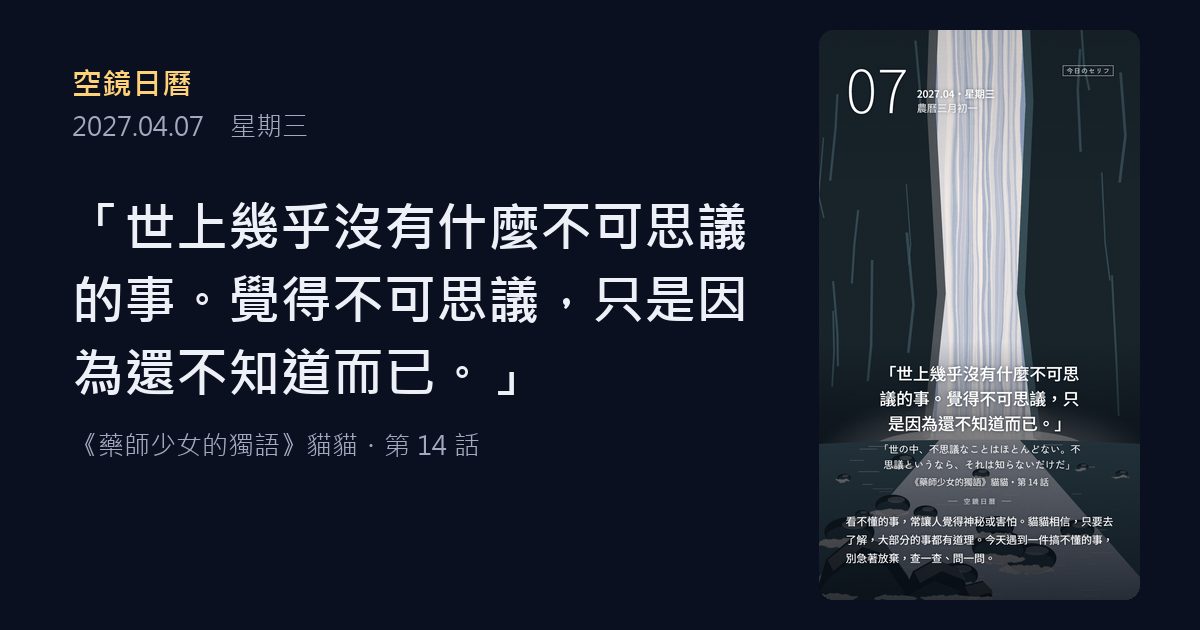 空鏡日曆
2027.04.07　星期三
「世上幾乎沒有什麼不可思議
的事。覺得不可思議，只是因
為還不知道而已。」
《藥師少女的獨語》貓貓．第 14 話
07
今日のセリフ
2027.04・星期三
農曆三月初一
「世上幾乎沒有什麼不可思
議的事。覺得不可思議，只
是因為還不知道而已。」
「世の中、不思議なことはほとんどない。不
思議というなら、それは知らないだけだ」
《藥師少女的獨語》貓貓・第 14 話
— 空鏡日曆 —
看不懂的事，常讓人覺得神秘或害怕。貓貓相信，只要去
了解，大部分的事都有道理。今天遇到一件搞不懂的事，
別急著放棄，查一查、問一問。